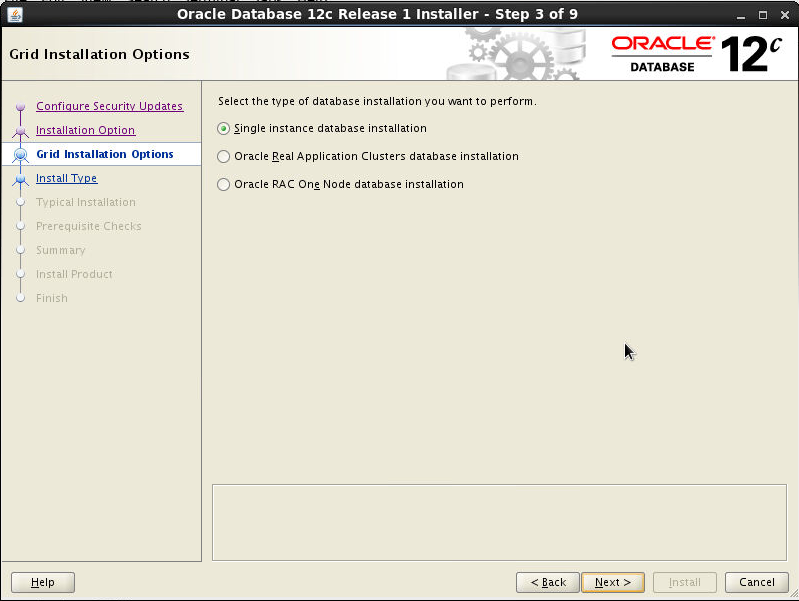 Oracle Database 12c Release 1 Installer - Step 3 of 9
Grid Installation Options
ORACLE
DATABASE
12c
Configure Security Updates
Installation Option
Grid Installation Options
Install Type
Typical Installation
Prerequisite Checks
Summary
Install Product
Finish
Select the type of database installation you want to perform.
Single instance database installation
Oracle Real Application Clusters database installation
Oracle RAC One Node database installation
Help
< Back
Next >
Install
Cancel